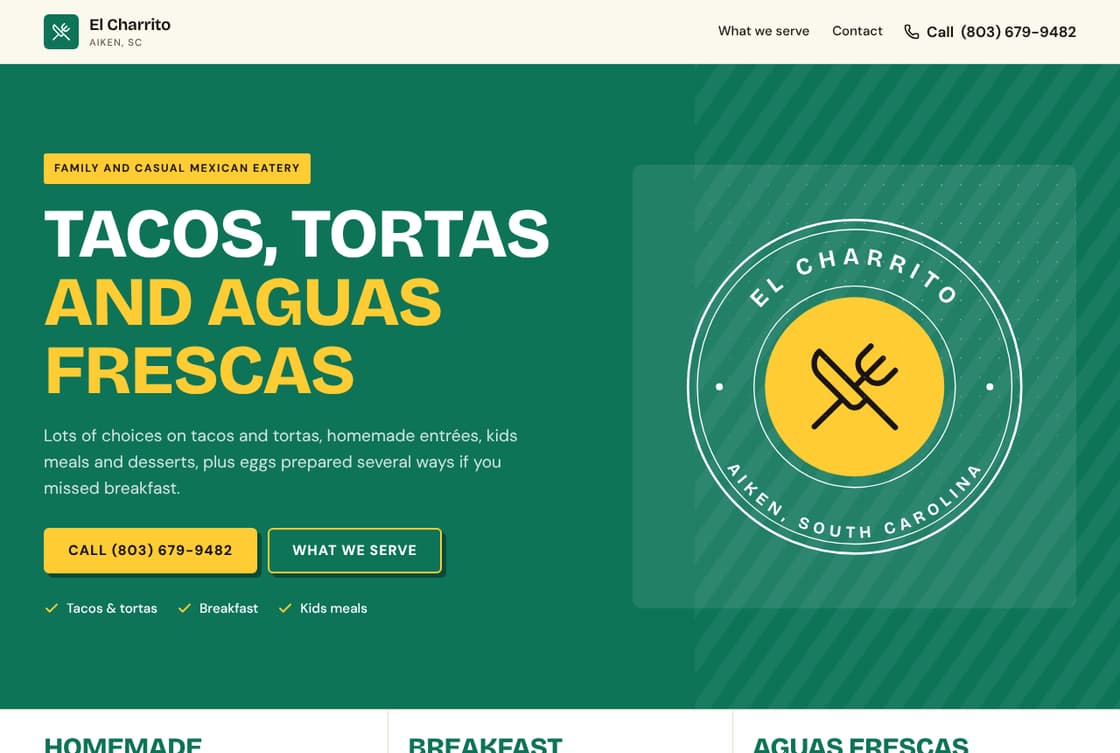 El Charrito
AIKEN, SC
What we serve
Contact
Call (803) 679-9482
FAMILY AND CASUAL MEXICAN EATERY
TACOS, TORTAS
AND AGUAS
FRESCAS
Lots of choices on tacos and tortas, homemade entrées, kids
meals and desserts, plus eggs prepared several ways if you
missed breakfast.
CALL (803) 679-9482
WHAT WE SERVE
Tacos & tortas
Breakfast
Kids meals
EL CHARRITO
AIKEN, SOUTH CAROLINA
HOMEMADE
BREAKFAST
AGUAS FRESCAS